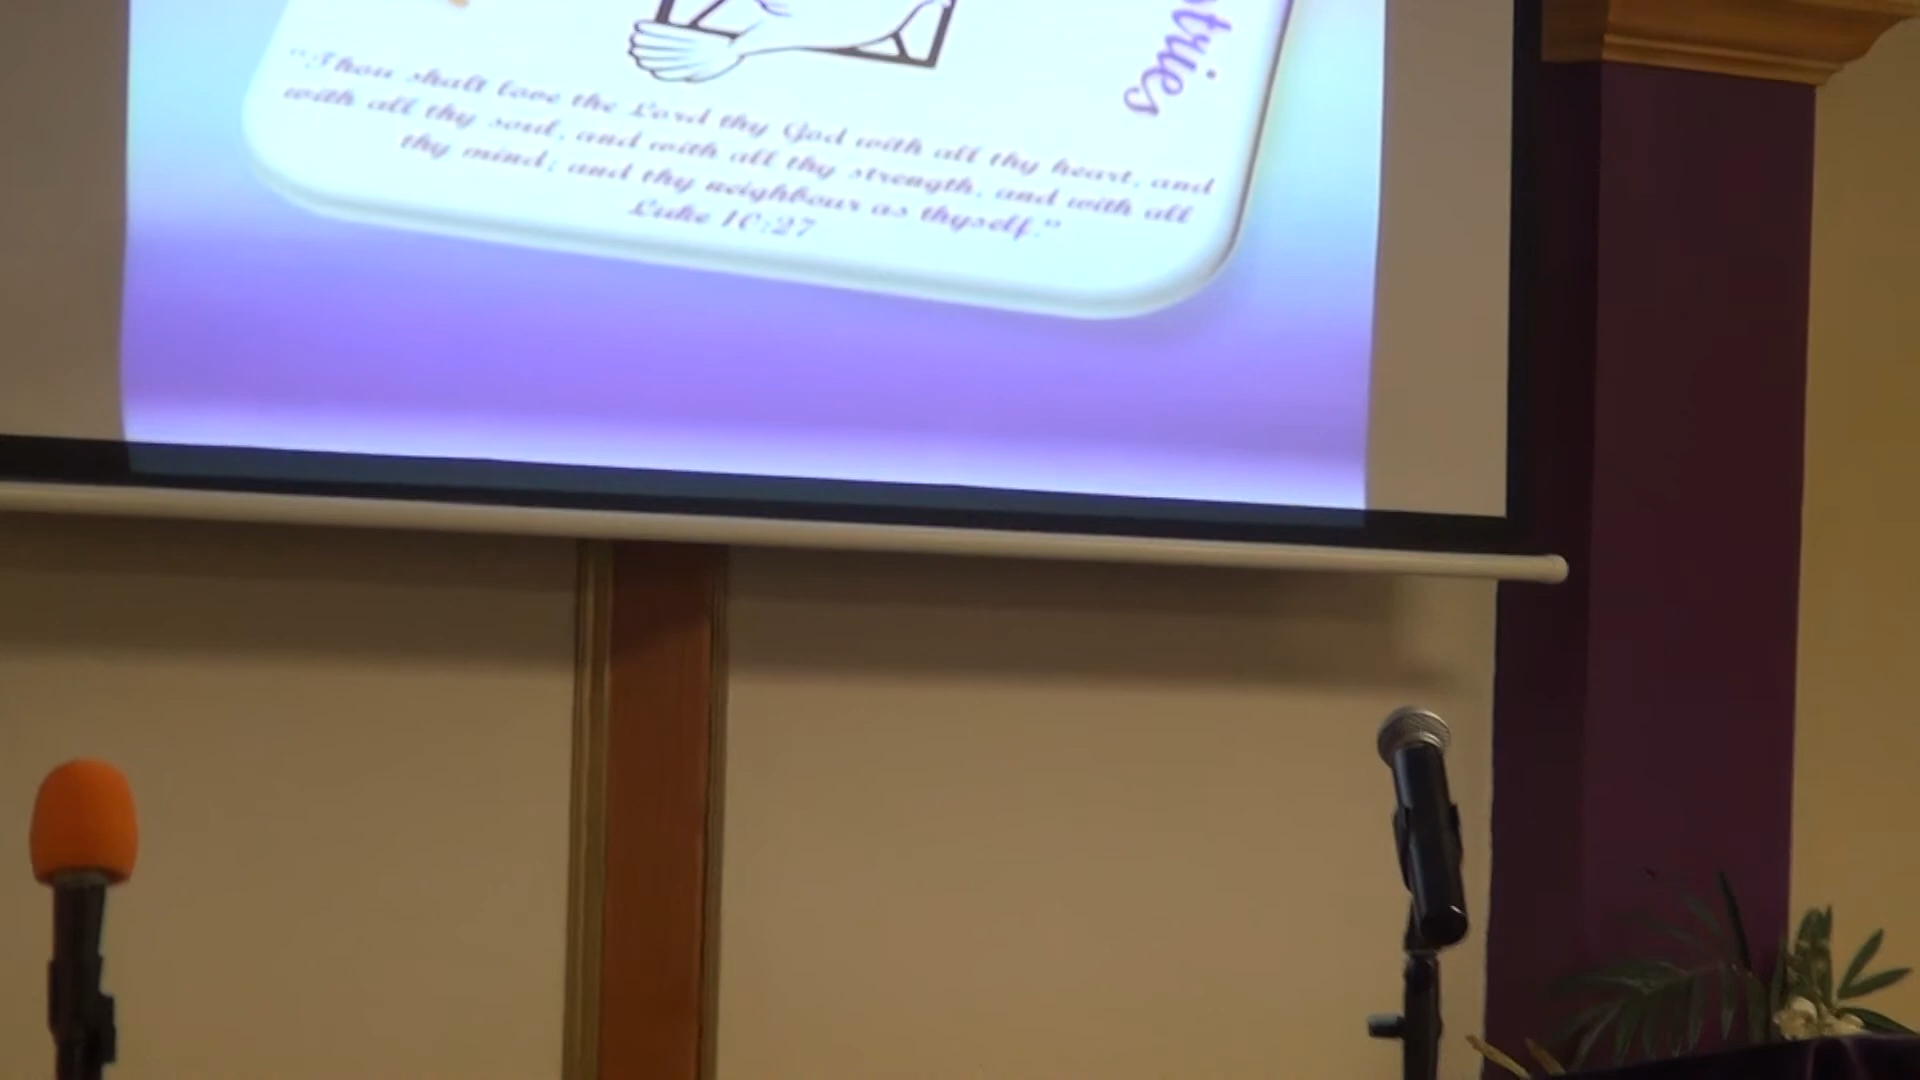 stries
"Thou shalt love the Lord thy God with all thy heart, and
with all thy soul, and with all thy strength, and with all
thy mind; and thy neighbour as thyself."
Luke 10:27